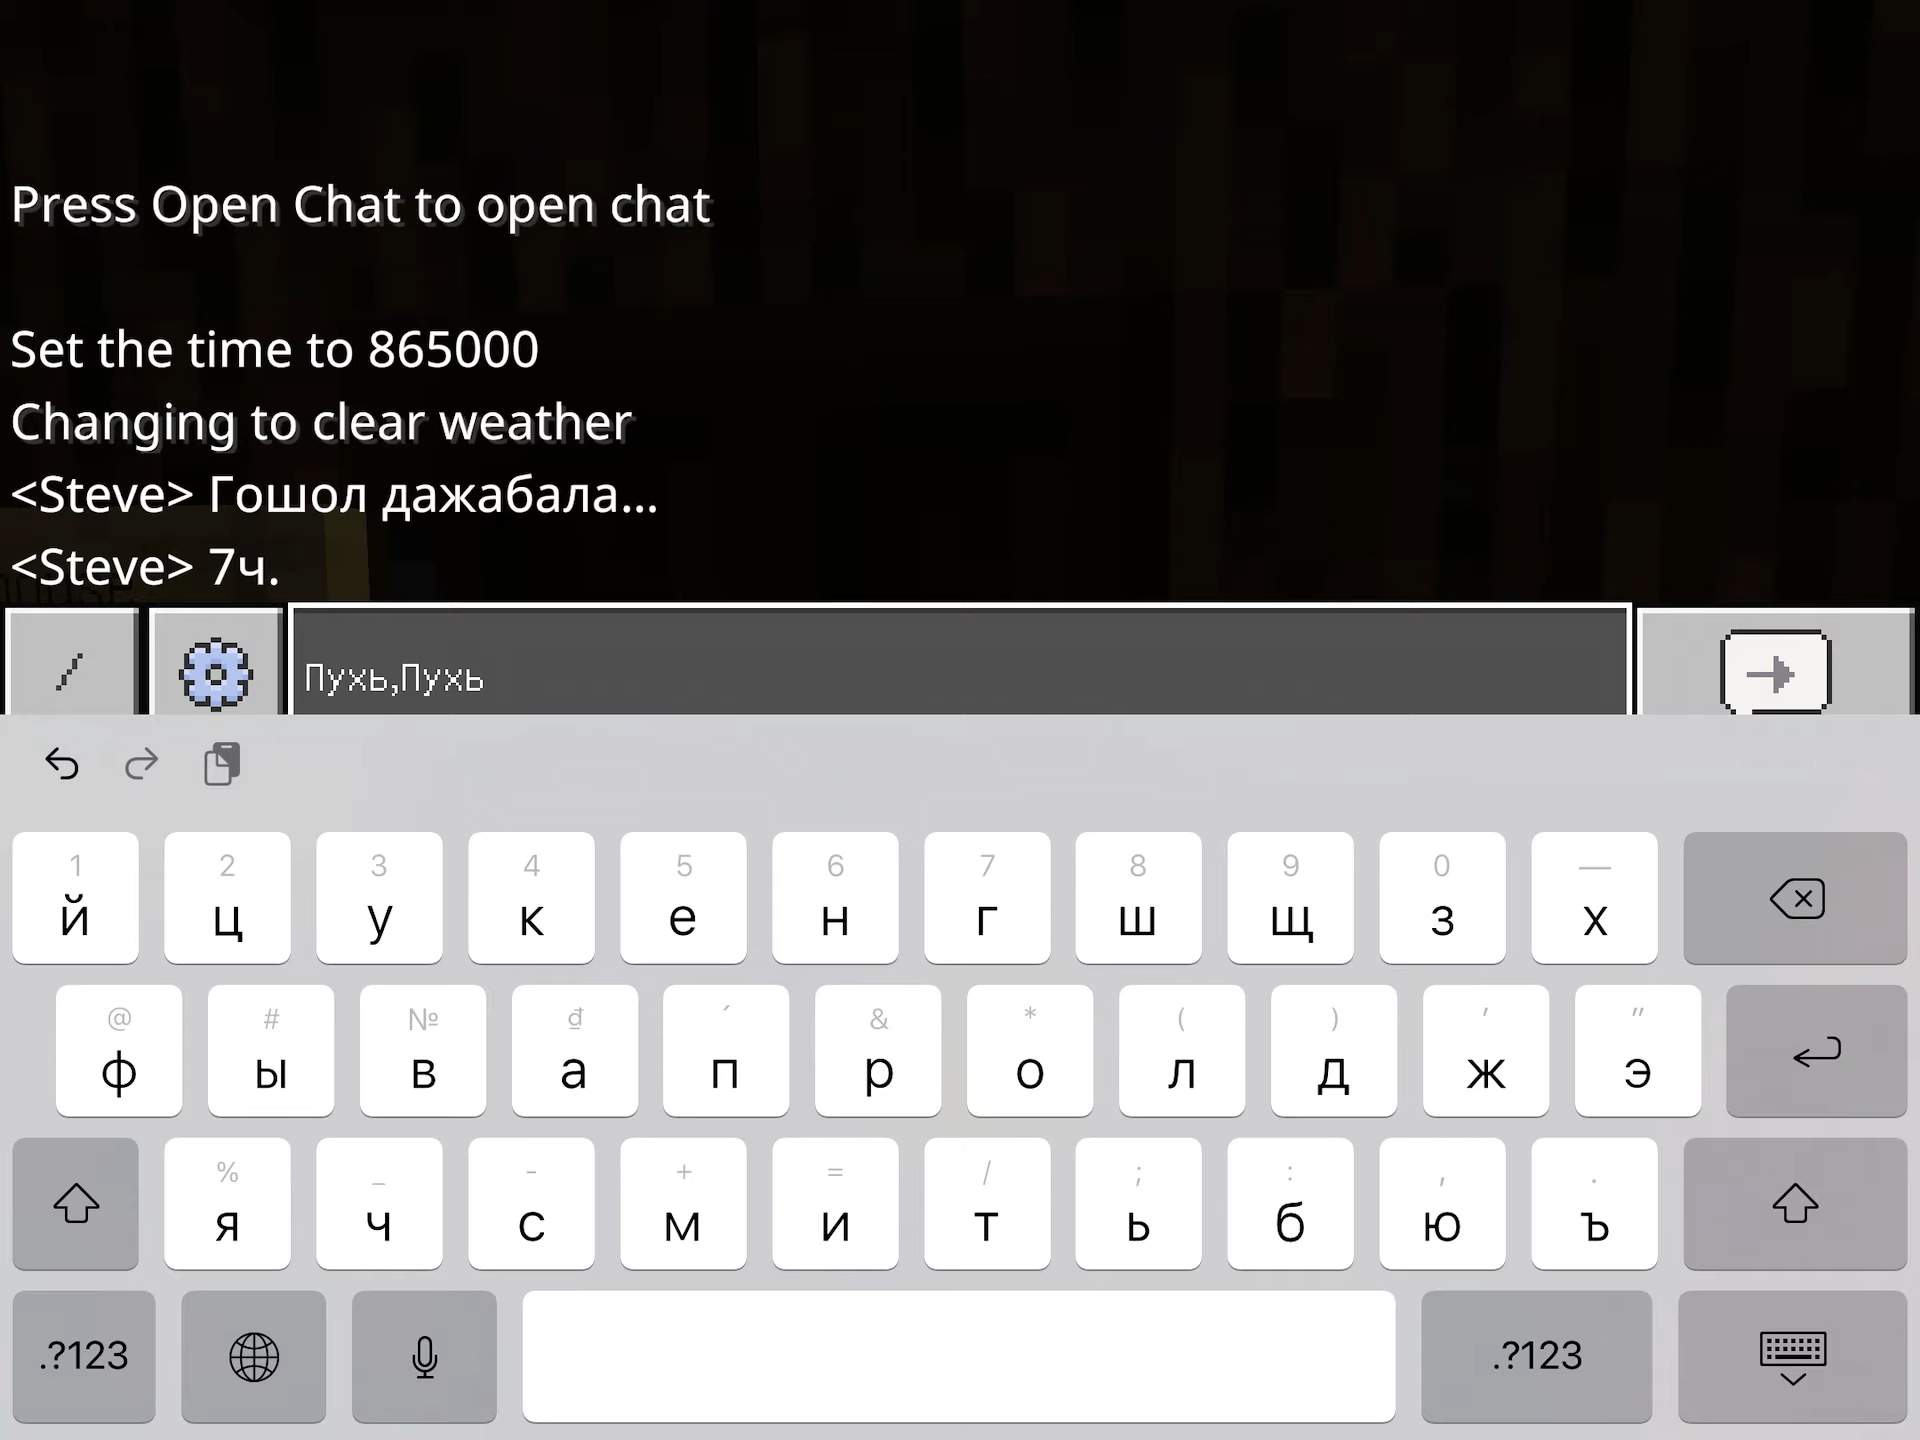 Press Open Chat to open chat
Set the time to 865000
Changing to clear weather
<Steve> Гошол дажабала...
<Steve> 7ч.
/
Пухь,Пухь
1 2 3 4 5 6 7 8 9 0 —
й ц у к е н г ш щ з х
@ # № ₫ ´ & * ( ) ' "
ф ы в а п р о л д ж э
% _ - + = / ; : , .
я ч с м и т ь б ю ъ
.?123 .?123